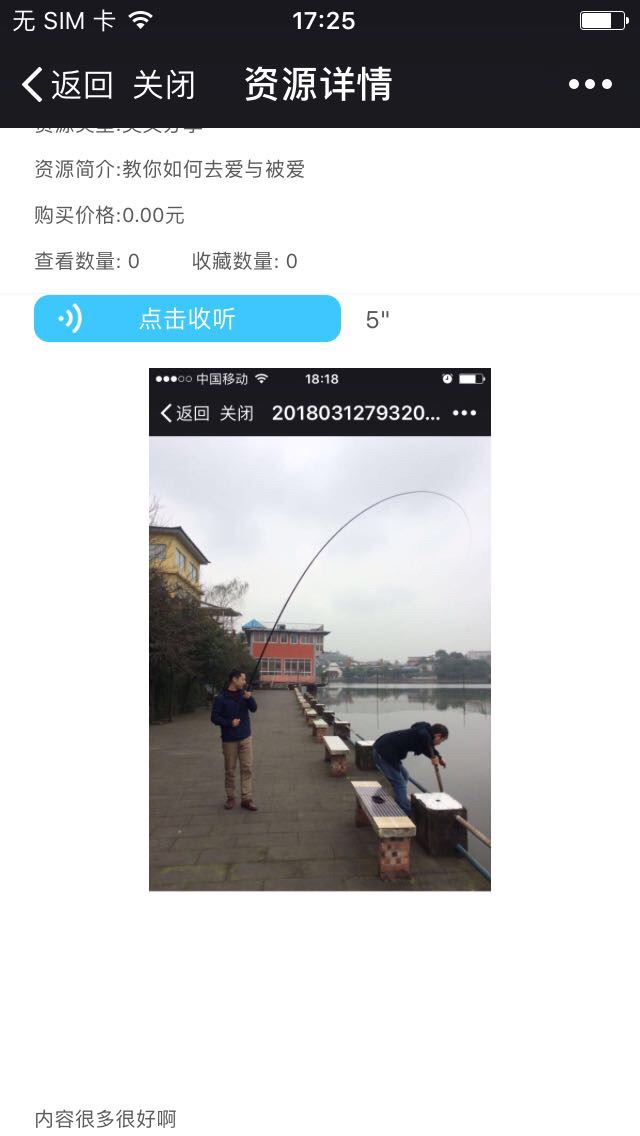 无 SIM 卡 17:25
返回 关闭 资源详情
资源简介:教你如何去爱与被爱
购买价格:0.00元
查看数量: 0 收藏数量: 0
点击收听 5"
中国移动 18:18
返回 关闭 2018031279320...
内容很多很好啊